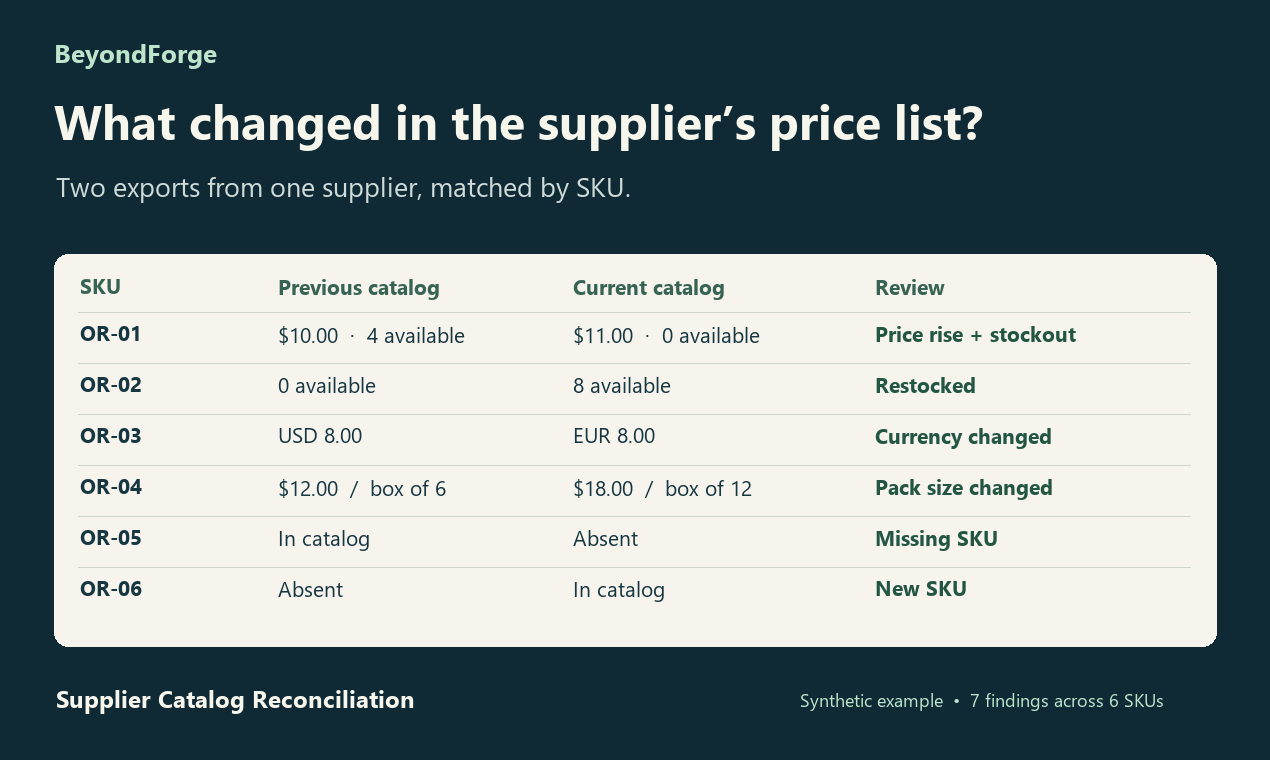 BeyondForge
What changed in the supplier’s price list?
Two exports from one supplier, matched by SKU.
SKU Previous catalog Current catalog Review
OR-01 $10.00 · 4 available $11.00 · 0 available Price rise + stockout
OR-02 0 available 8 available Restocked
OR-03 USD 8.00 EUR 8.00 Currency changed
OR-04 $12.00 / box of 6 $18.00 / box of 12 Pack size changed
OR-05 In catalog Absent Missing SKU
OR-06 Absent In catalog New SKU
Supplier Catalog Reconciliation Synthetic example • 7 findings across 6 SKUs